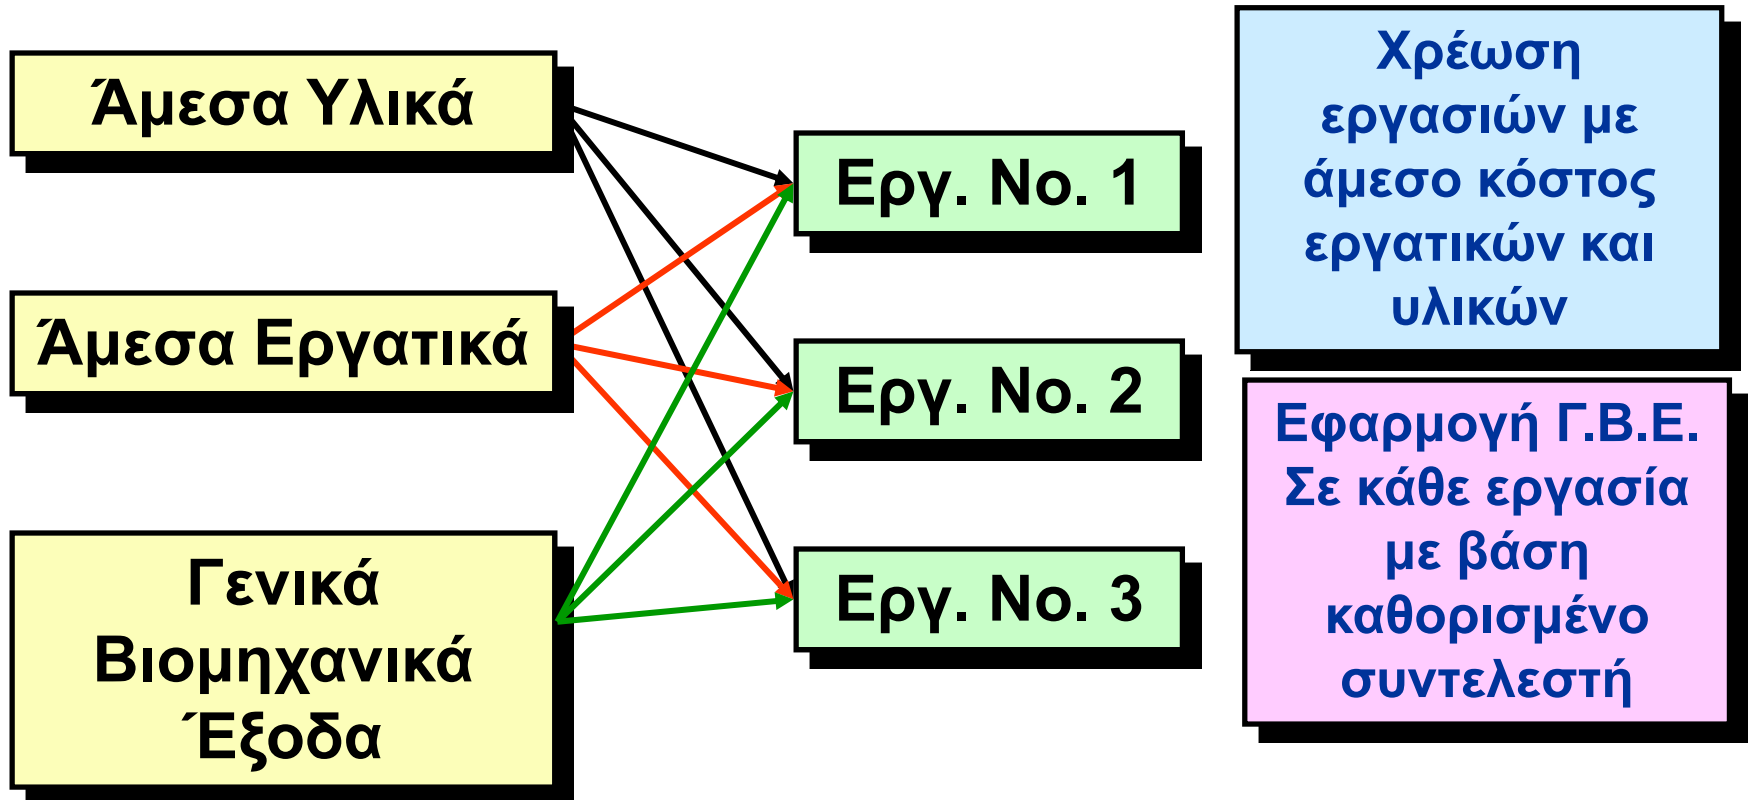 Άμεσα Υλικά
Άμεσα Εργατικά
Γενικά
Βιομηχανικά
Έξοδα
Εργ. Νο. 1
Εργ. Νο. 2
Εργ. Νο. 3
Χρέωση
εργασιών με
άμεσο κόστος
εργατικών και
υλικών
Εφαρμογή Γ.Β.Ε.
Σε κάθε εργασία
με βάση
καθορισμένο
συντελεστή